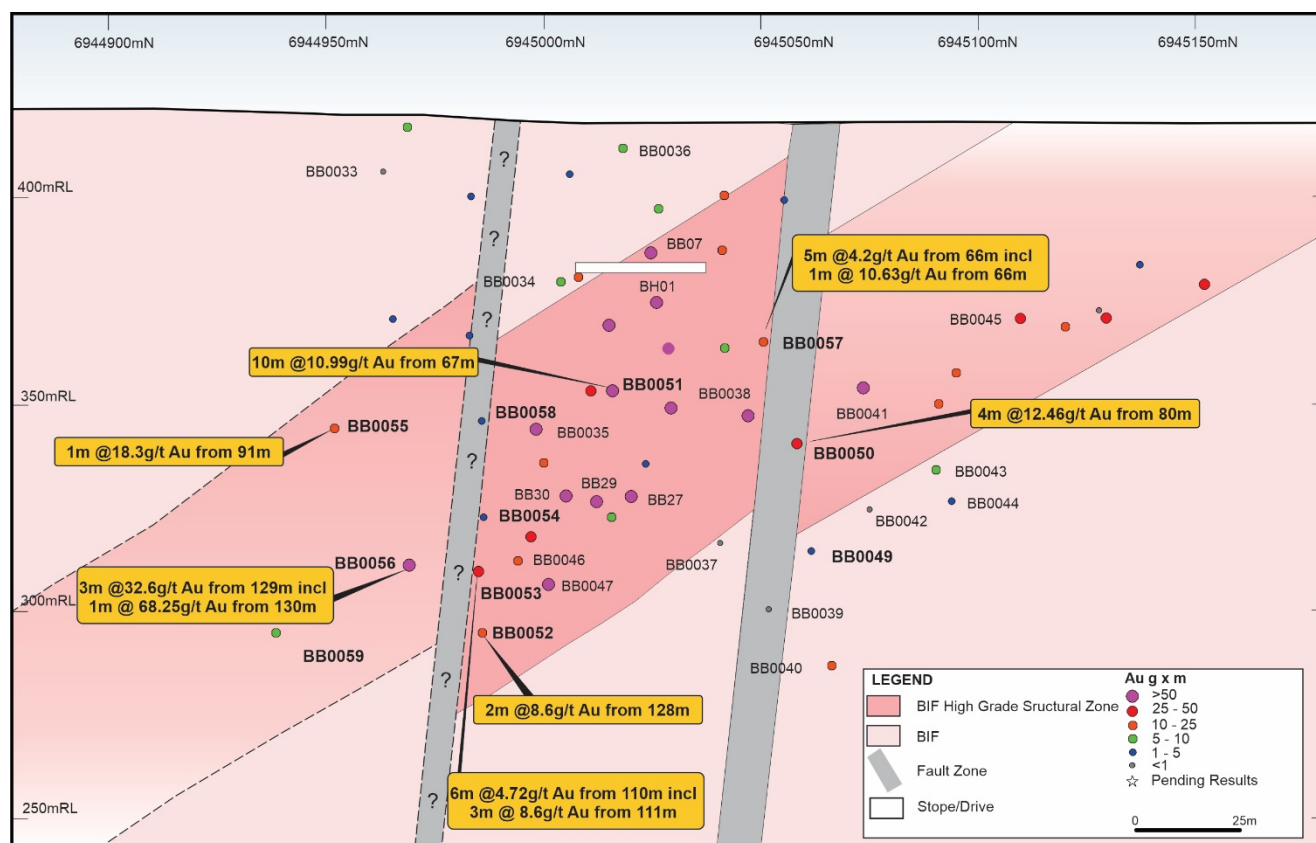 6944900mN
6944950mN
6945000mN
6945050mN
6945100mN
6945150mN
?
BB0036
BB0033
400mRL
?
BB07
5m @4.2g/t Au from 66m incl
1m @ 10.63g/t Au from 66m
BB0034
BH01
?
BB0045
BB0057
10m @10.99g/t Au from 67m
BB0051
350mRL
BB0038
BB0041
4m @12.46g/t Au from 80m
BB0058
BB0055
BB0035
1m @18.3g/t Au from 91m
BB0050
?
BB0043
BB29
BB30
BB27
BB0044
BB0042
BB0054
?
BB0037
BB0049
BB0056
BB0046
3m @32.6g/t Au from 129m incl
1m @ 68.25g/t Au from 130m
BB0047
BB0053
300mRL
BB0039
BB0052
BB0059
?
BB0040
2m @8.6g/t Au from 128m
6m @4.72g/t Au from 110m incl
3m @ 8.6g/t Au from 111m
?
250mRL
LEGEND
BIF High Grade Sructural Zone
BIF
Fault Zone
Stope/Drive
Au g x m
>50
25 - 50
10 - 25
5 - 10
1 - 5
<1
Pending Results
0 25m